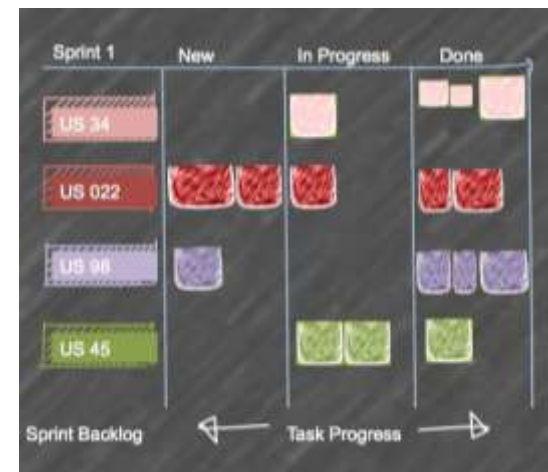 Sprint 1 New In Progress Done
US 34
US 022
US 98
US 45
Sprint Backlog Task Progress